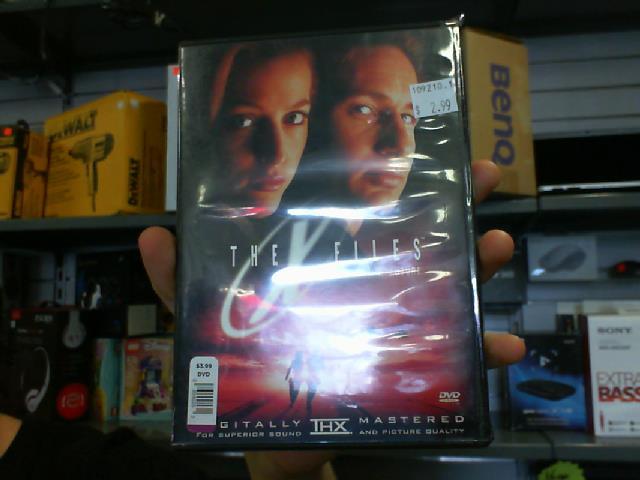 109210.1
$ 2.99
BenQ
DEWALT
DEWALT
THE X FILES
$3.99
DVD
DVD
DIGITALLY THX MASTERED
FOR SUPERIOR SOUND AND PICTURE QUALITY
SONY
EXTRA
BASS